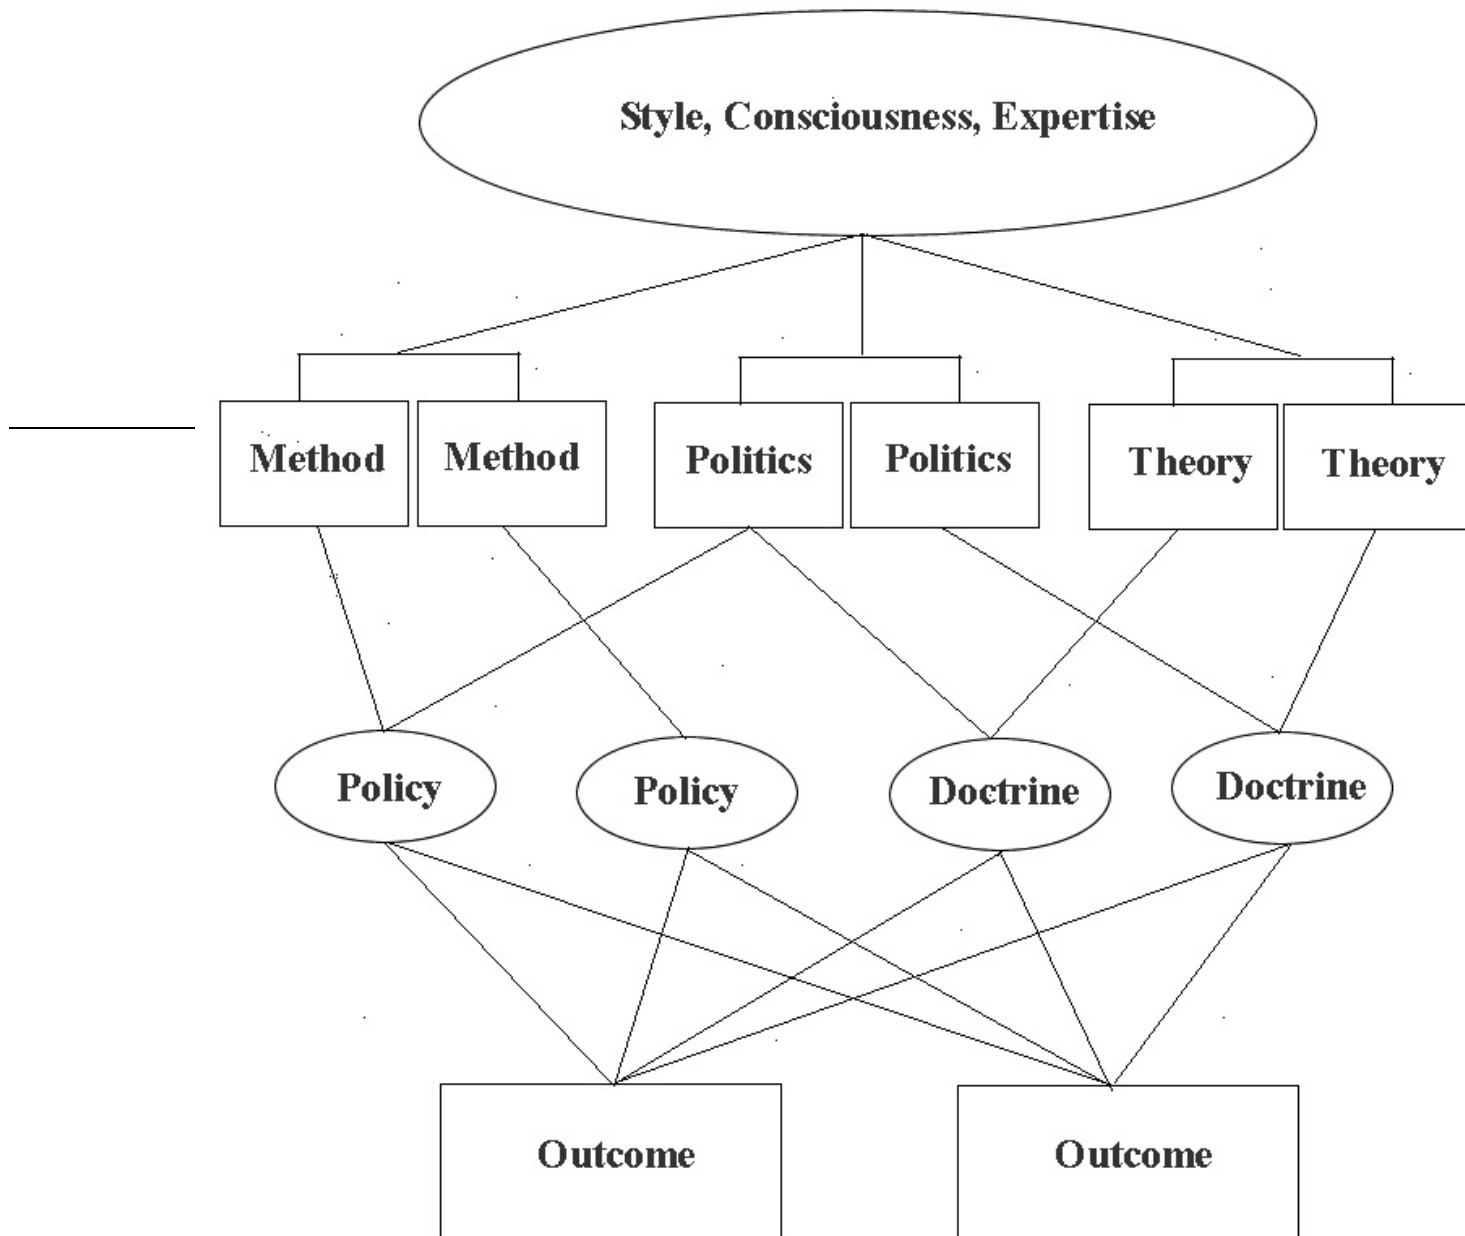 Style, Consciousness, Expertise
Method Method Politics Politics Theory Theory
Policy Policy Doctrine Doctrine
Outcome Outcome